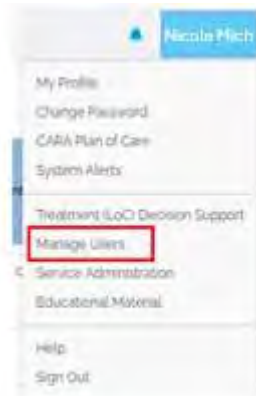 Nicole Mich
My Profile
Change Password
CARA Plan of Care
System Alerts
Treatment (LoC) Decision Support
Manage Users
Service Administration
Educational Material
Help
Sign Out